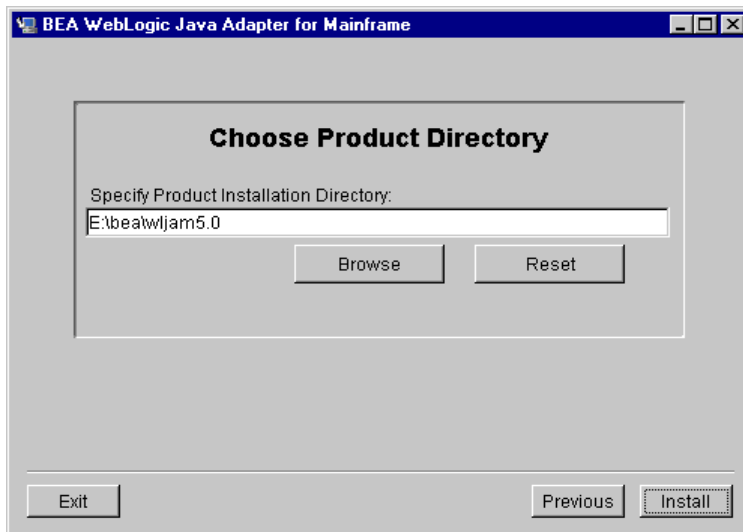 BEA WebLogic Java Adapter for Mainframe
Choose Product Directory
Specify Product Installation Directory:
E:\bea\wljam5.0
Browse Reset
Exit Previous Install